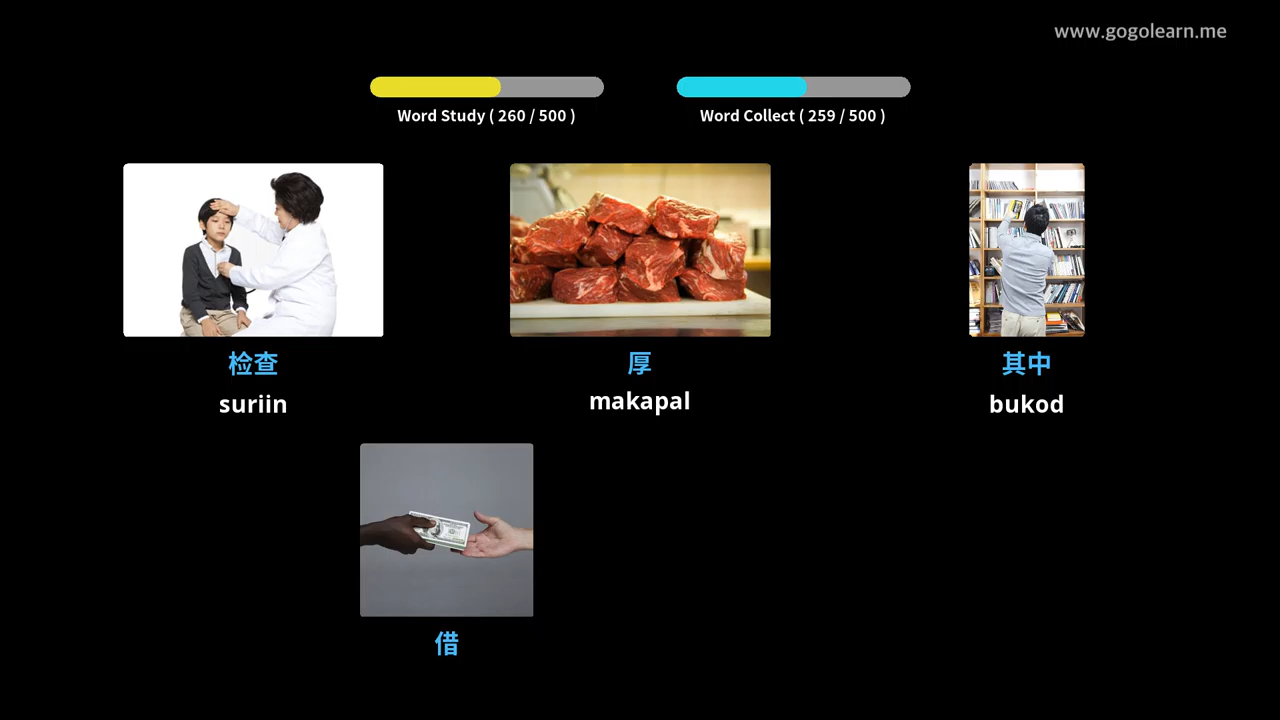 www.gogolearn.me
Word Study ( 260 / 500 )
Word Collect ( 259 / 500 )
检查
suriin
厚
makapal
其中
bukod
借